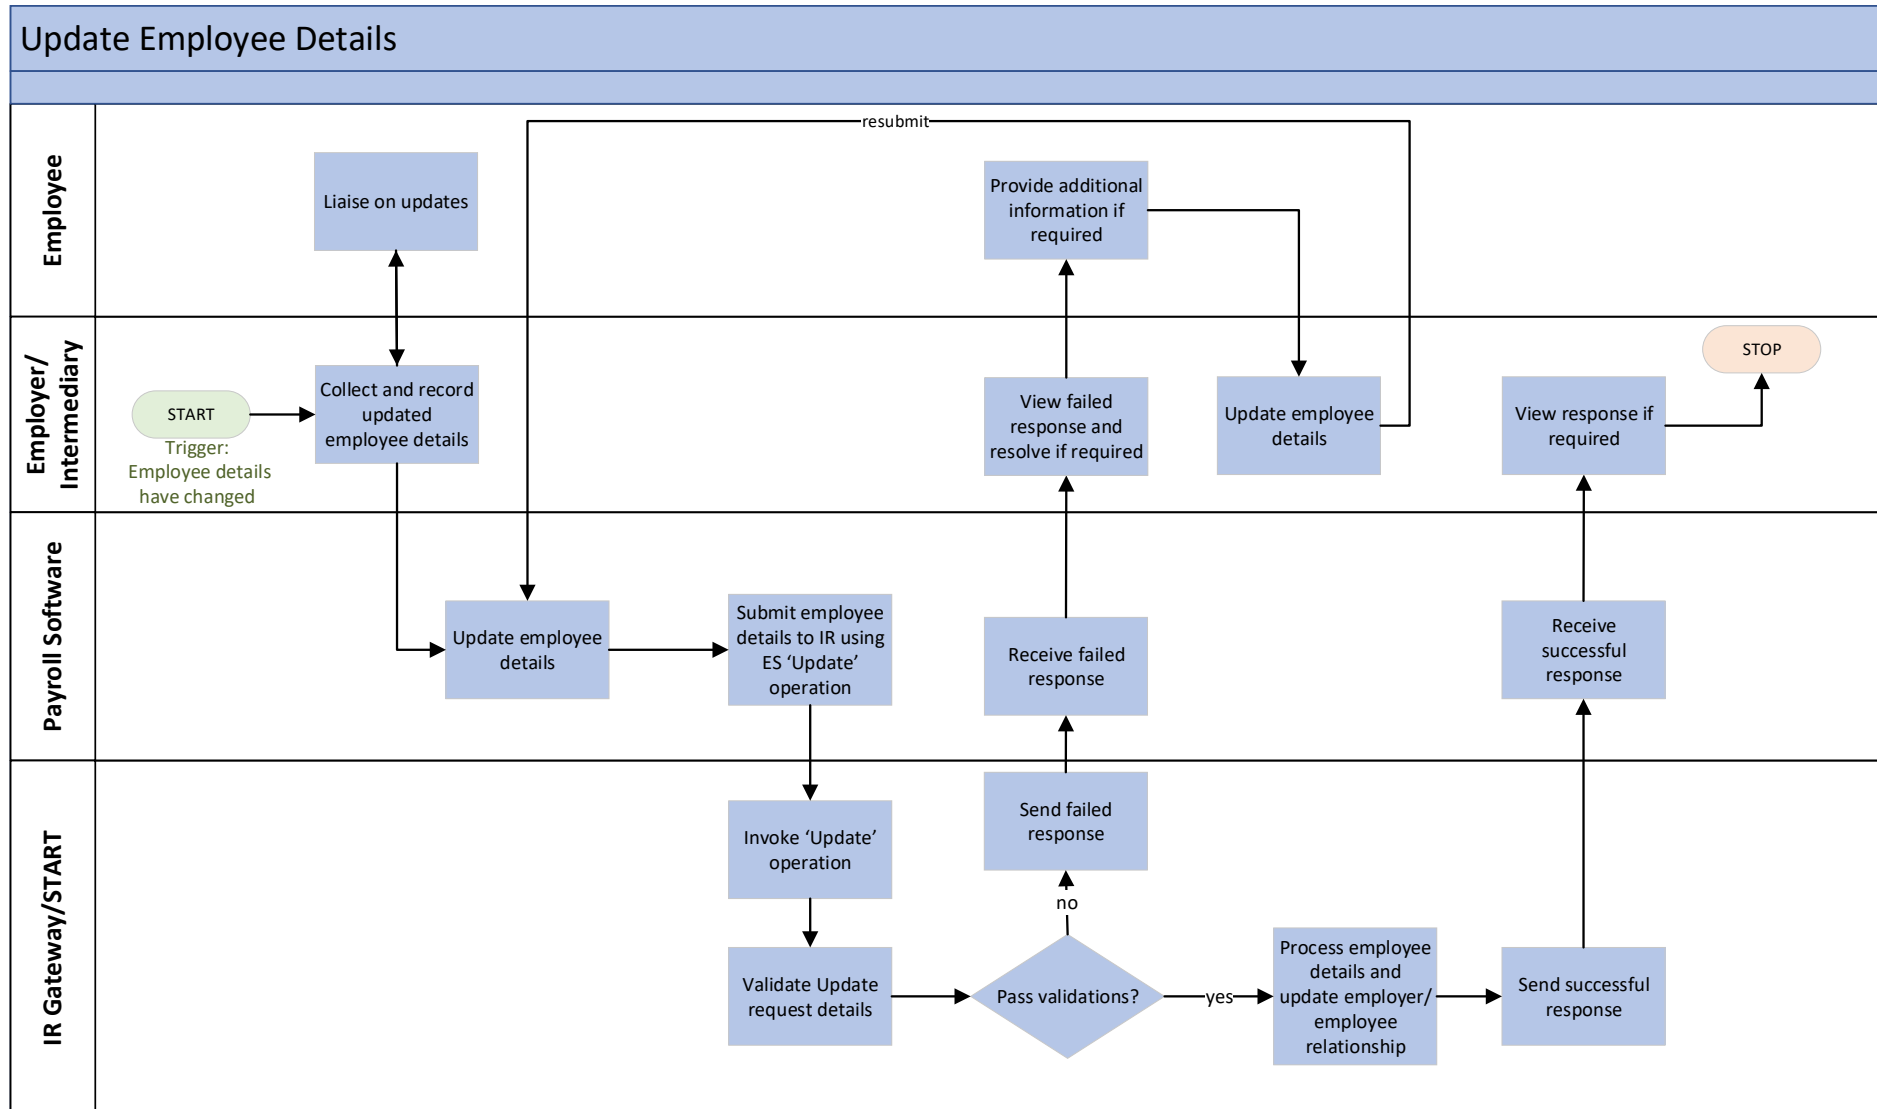 Update Employee Details
Employee
Liaise on updates
resubmit
Provide additional
information if
required
Employer/
Intermediary
START
Trigger:
Employee details
have changed
Collect and record
updated
employee details
View failed
response and
resolve if required
Update employee
details
View response if
required
STOP
Payroll Software
Update employee
details
Submit employee
details to IR using
ES ‘Update’
operation
Receive failed
response
Receive
successful
response
IR Gateway/START
Invoke ‘Update’
operation
Send failed
response
no
Validate Update
request details
Pass validations?
yes
Process employee
details and
update employer/
employee
relationship
Send successful
response